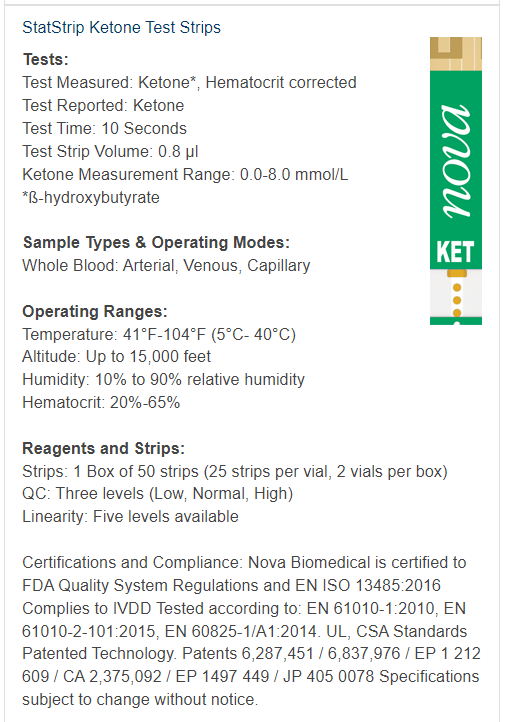 StatStrip Ketone Test Strips
Tests:
Test Measured: Ketone*, Hematocrit corrected
Test Reported: Ketone
Test Time: 10 Seconds
Test Strip Volume: 0.8 µl
Ketone Measurement Range: 0.0-8.0 mmol/L
*ß-hydroxybutyrate
nova
KET
Sample Types & Operating Modes:
Whole Blood: Arterial, Venous, Capillary
Operating Ranges:
Temperature: 41°F-104°F (5°C- 40°C)
Altitude: Up to 15,000 feet
Humidity: 10% to 90% relative humidity
Hematocrit: 20%-65%
Reagents and Strips:
Strips: 1 Box of 50 strips (25 strips per vial, 2 vials per box)
QC: Three levels (Low, Normal, High)
Linearity: Five levels available
Certifications and Compliance: Nova Biomedical is certified to
FDA Quality System Regulations and EN ISO 13485:2016
Complies to IVDD Tested according to: EN 61010-1:2010, EN
61010-2-101:2015, EN 60825-1/A1:2014. UL, CSA Standards
Patented Technology. Patents 6,287,451 / 6,837,976 / EP 1 212
609 / CA 2,375,092 / EP 1497 449 / JP 405 0078 Specifications
subject to change without notice.